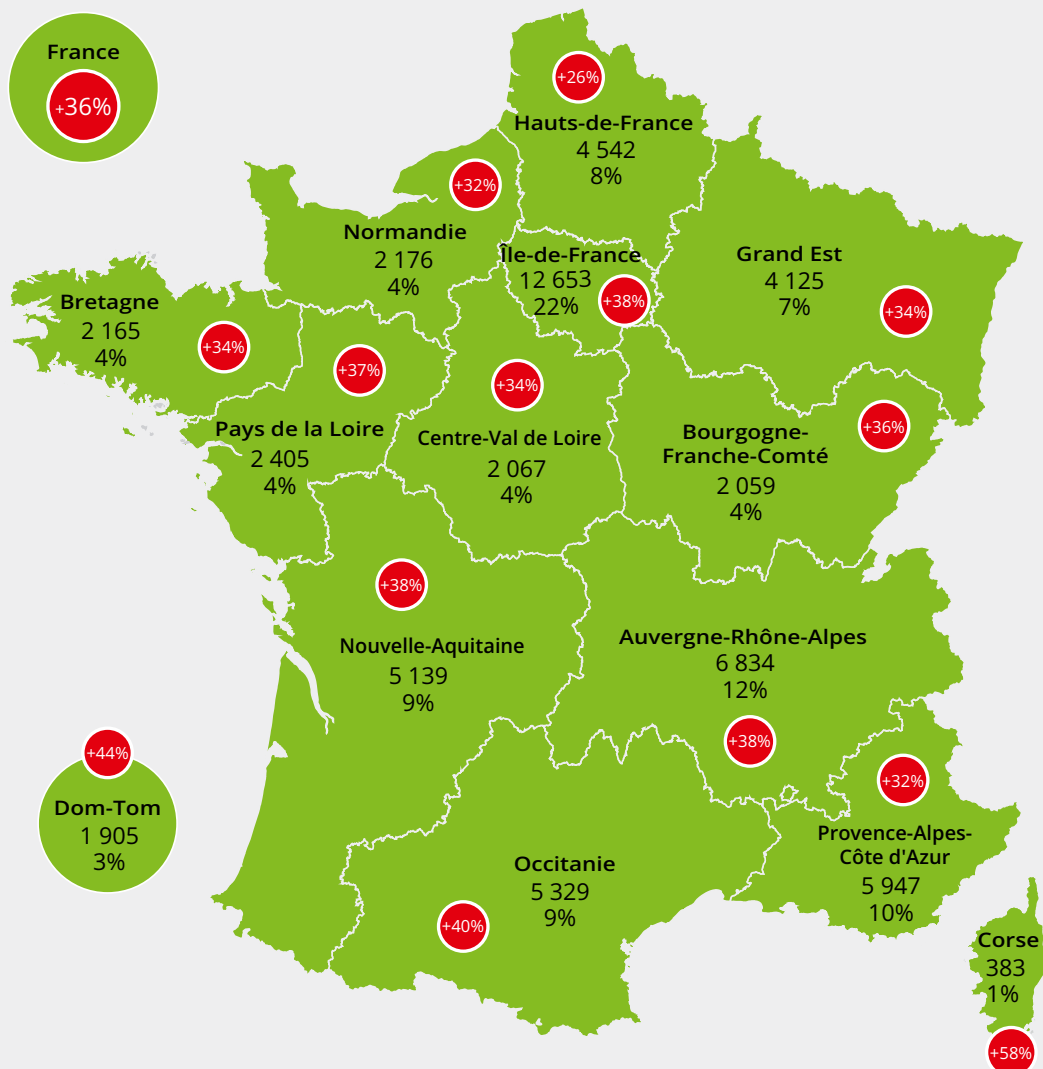 France
+36%
+26%
Hauts-de-France
4 542
8%
+32%
Normandie
2 176
4%
Île-de-France
12 653
22%
+38%
Grand Est
4 125
7%
+34%
Bretagne
2 165
4%
+34%
+37%
Pays de la Loire
2 405
4%
+34%
Centre-Val de Loire
2 067
4%
+36%
Bourgogne-
Franche-Comté
2 059
4%
+38%
Nouvelle-Aquitaine
5 139
9%
Auvergne-Rhône-Alpes
6 834
12%
+38%
+44%
Dom-Tom
1 905
3%
+32%
Provence-Alpes-
Côte d'Azur
5 947
10%
Occitanie
5 329
9%
+40%
Corse
383
1%
+58%